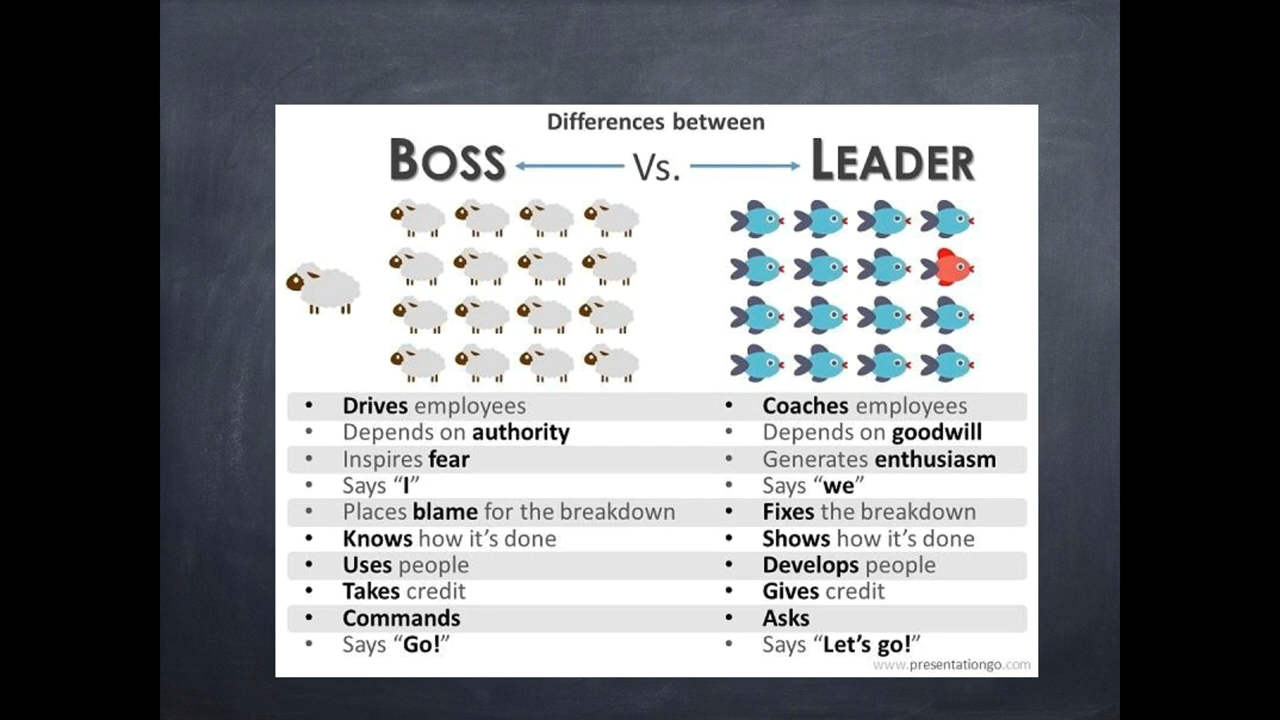 Differences between
BOSS Vs. LEADER
• Drives employees
• Depends on authority
• Inspires fear
• Says “I”
• Places blame for the breakdown
• Knows how it’s done
• Uses people
• Takes credit
• Commands
• Says “Go!”
• Coaches employees
• Depends on goodwill
• Generates enthusiasm
• Says “we”
• Fixes the breakdown
• Shows how it’s done
• Develops people
• Gives credit
• Asks
• Says “Let’s go!”
www.presentationgo.com